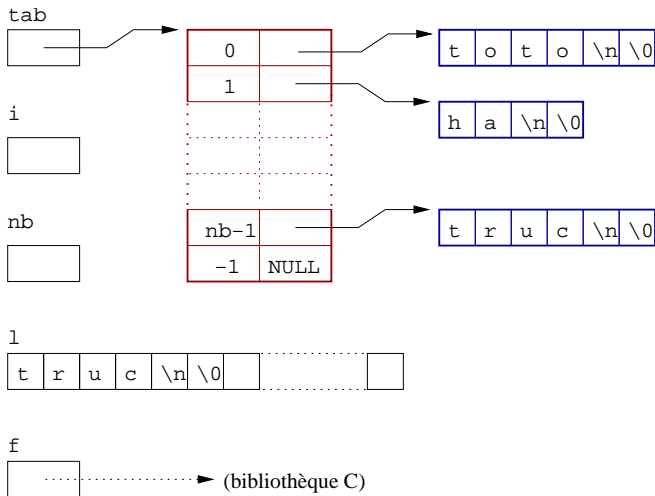 tab
0
t o t o \n \0
1
h a \n \0
i
nb-1
t r u c \n \0
nb
-1 NULL
l
t r u c \n \0
f
(bibliothèque C)